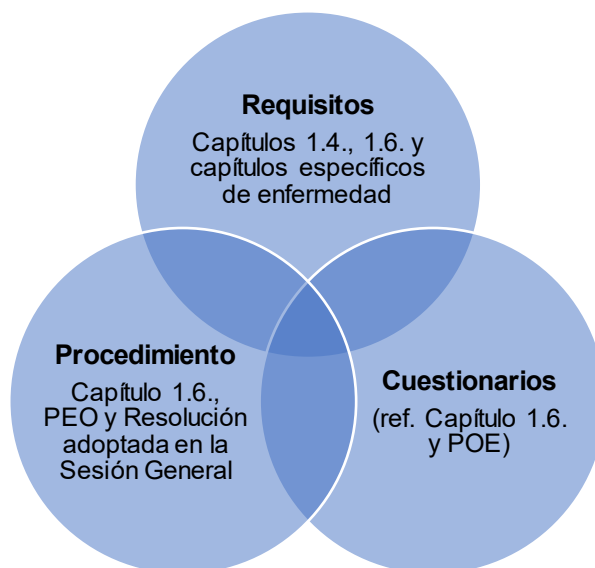 Requisitos
Capítulos 1.4., 1.6. y
capítulos específicos
de enfermedad
Procedimiento
Capítulo 1.6.,
PEO y Resolución
adoptada en la
Sesión General
Cuestionarios
(ref. Capítulo 1.6.
y POE)